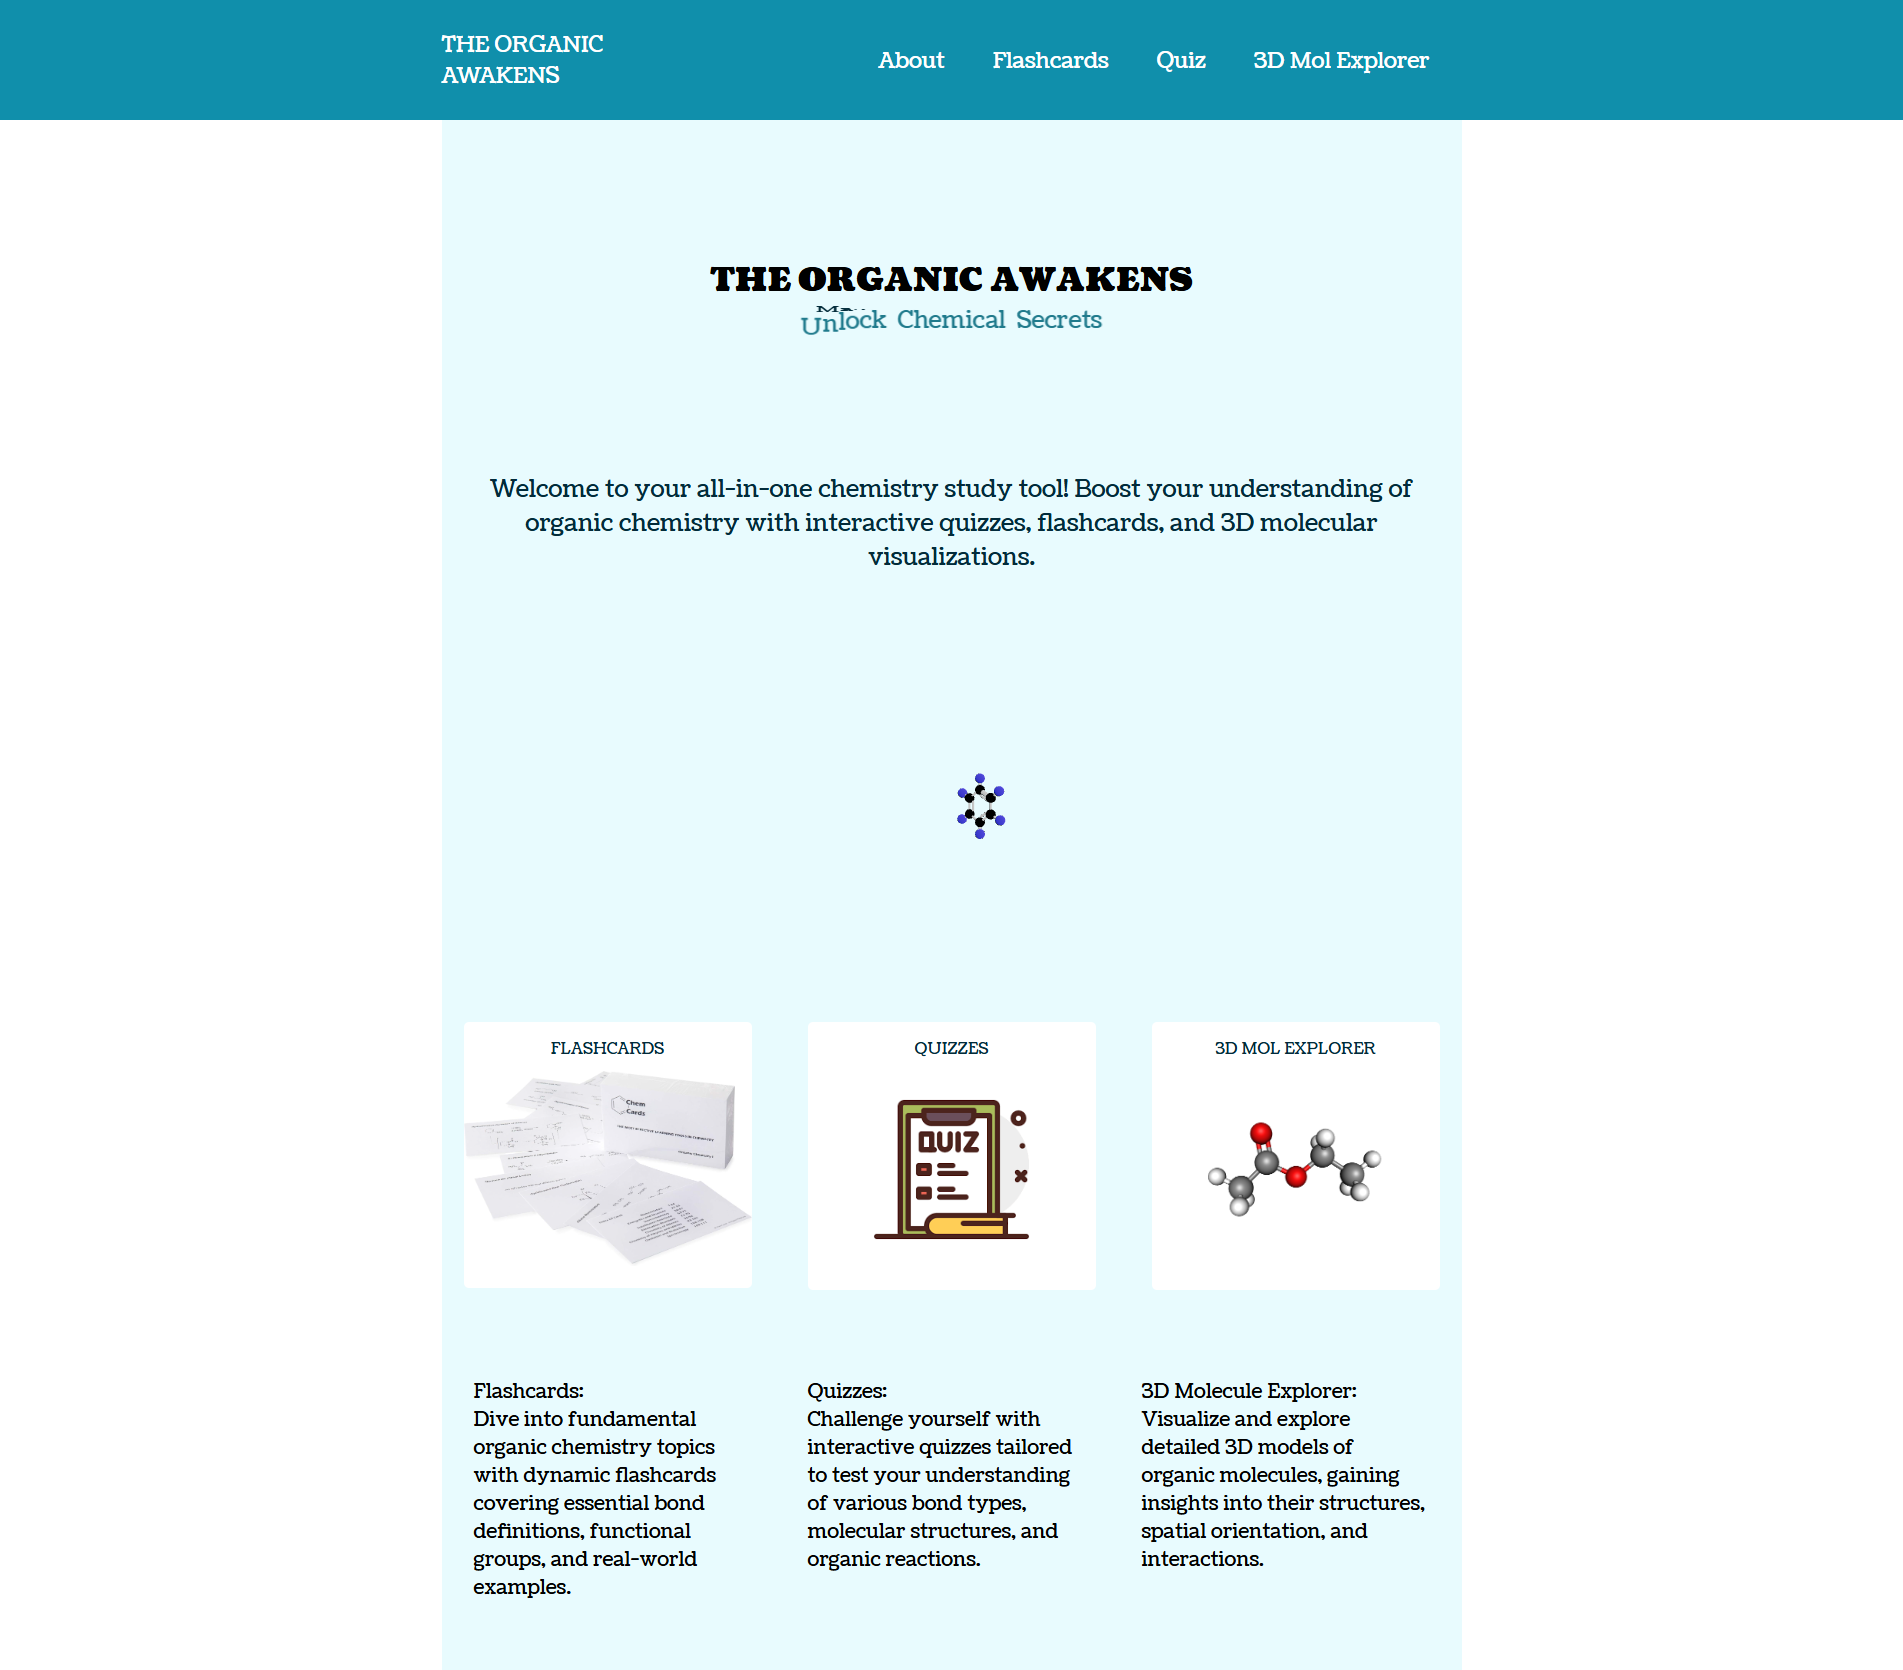 THE ORGANIC
AWAKENS
About
Flashcards
Quiz
3D Mol Explorer
THE ORGANIC AWAKENS
Unlock Chemical Secrets
Welcome to your all-in-one chemistry study tool! Boost your understanding of
organic chemistry with interactive quizzes, flashcards, and 3D molecular
visualizations.
FLASHCARDS
Chem
Cards
QUIZZES
QUIZ
3D MOL EXPLORER
Flashcards:
Dive into fundamental
organic chemistry topics
with dynamic flashcards
covering essential bond
definitions, functional
groups, and real-world
examples.
Quizzes:
Challenge yourself with
interactive quizzes tailored
to test your understanding
of various bond types,
molecular structures, and
organic reactions.
3D Molecule Explorer:
Visualize and explore
detailed 3D models of
organic molecules, gaining
insights into their structures,
spatial orientation, and
interactions.